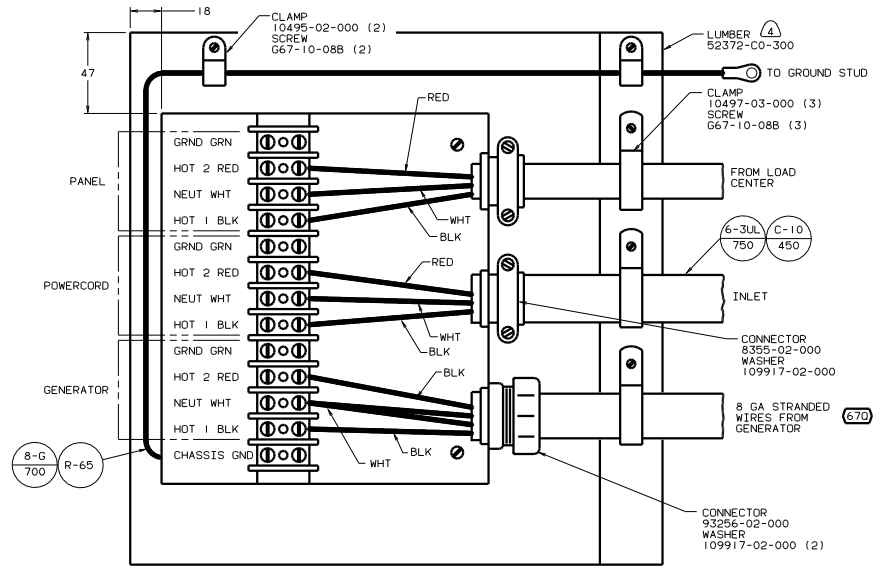 18
47
CLAMP
10495-02-000 (2)
SCREW
G67-10-08B (2)
LUMBER 4
52372-C0-300
TO GROUND STUD
CLAMP
10497-03-000 (3)
SCREW
G67-10-08B (3)
RED
PANEL
GRND GRN
HOT 2 RED
NEUT WHT
HOT 1 BLK
WHT
BLK
FROM LOAD
CENTER
6-3UL
750
C-10
450
POWERCORD
GRND GRN
HOT 2 RED
NEUT WHT
HOT 1 BLK
RED
WHT
BLK
INLET
CONNECTOR
8355-02-000
WASHER
109917-02-000
GENERATOR
GRND GRN
HOT 2 RED
NEUT WHT
HOT 1 BLK
CHASSIS GND
BLK
BLK
WHT
8 GA STRANDED
WIRES FROM
GENERATOR
67Q
8-G
700
R-65
CONNECTOR
93256-02-000
WASHER
109917-02-000 (2)